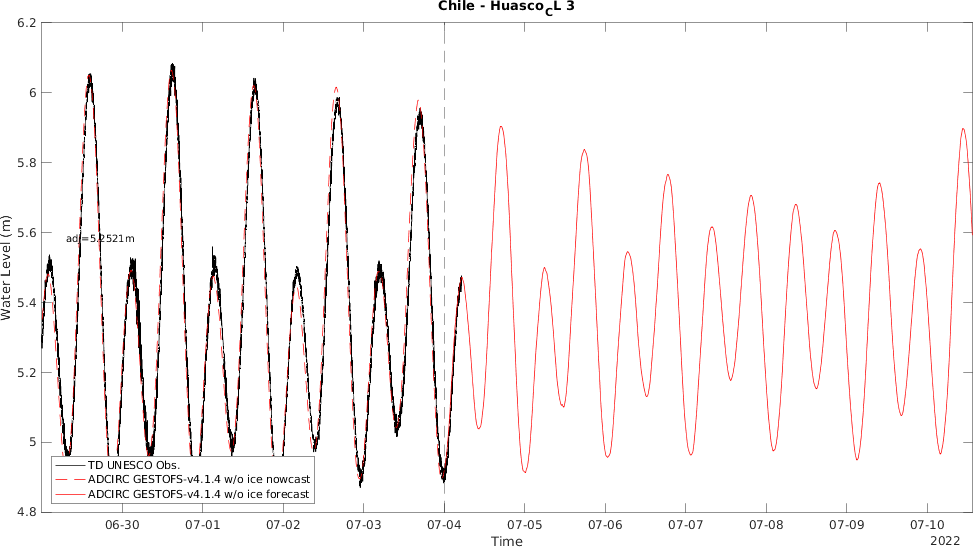 Chile - HuascoCL 3
6.2
6
5.8
5.6
5.4
5.2
5
4.8
Water Level (m)
adj=5.2521m
TD UNESCO Obs.
ADCIRC GESTOFS-v4.1.4 w/o ice nowcast
ADCIRC GESTOFS-v4.1.4 w/o ice forecast
06-30 07-01 07-02 07-03 07-04 07-05 07-06 07-07 07-08 07-09 07-10
Time
2022